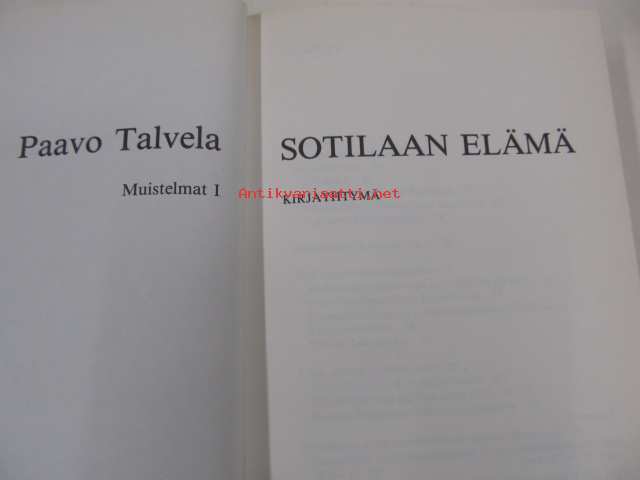 Paavo Talvela
Muistelmat I
SOTILAAN ELÄMÄ
KIRJAYHTYMÄ
Antikvariaatti.net